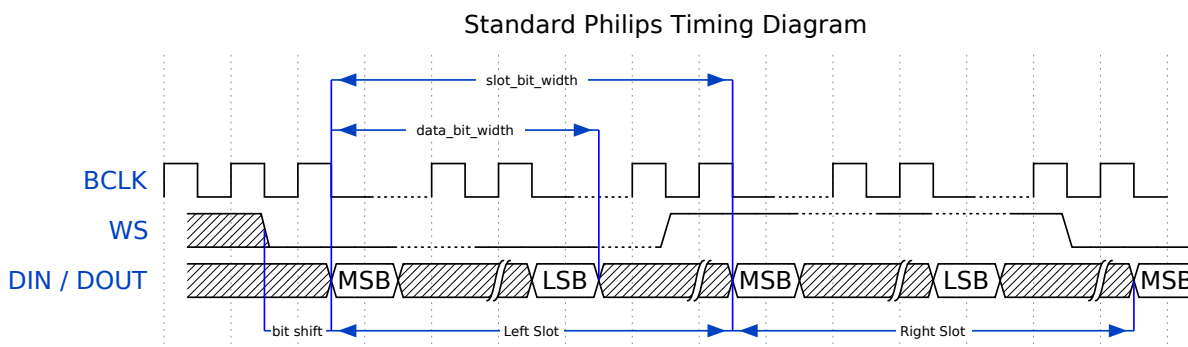 Standard Philips Timing Diagram
slot_bit_width
data_bit_width
BCLK
WS
DIN / DOUT
MSB
LSB
MSB
LSB
MSB
bit shift
Left Slot
Right Slot